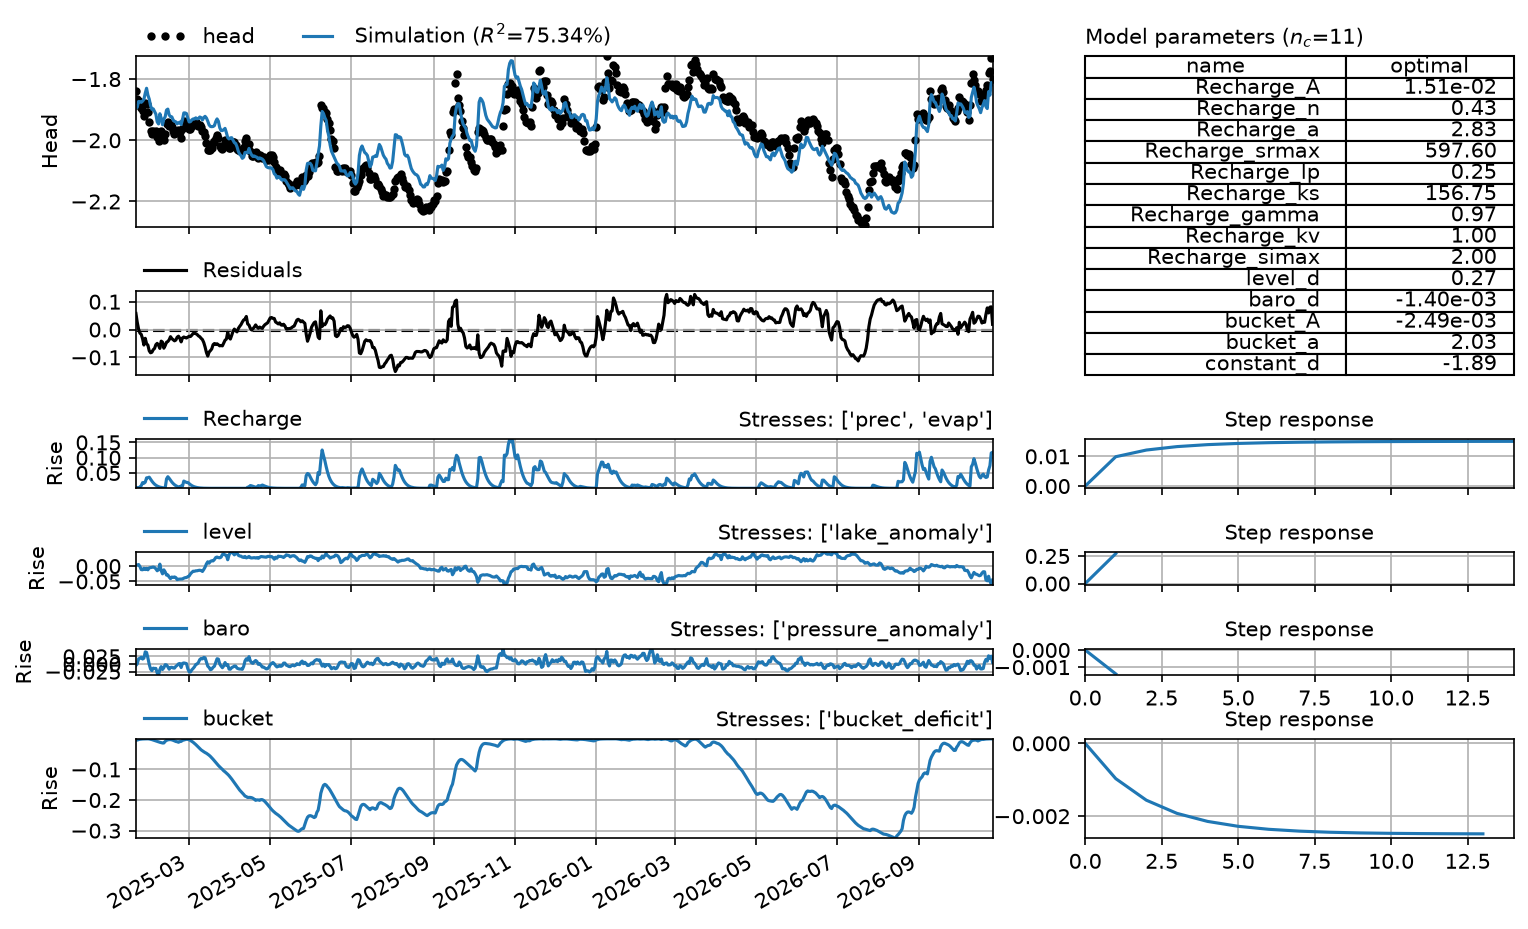 head Simulation (R²=75.34%)
Head
−1.8
−2.0
−2.2
Residuals
0.1
0.0
−0.1
Recharge Stresses: ['prec', 'evap']
Rise
0.15
0.10
0.05
level Stresses: ['lake_anomaly']
Rise
0.00
−0.05
baro Stresses: ['pressure_anomaly']
Rise
0.025
0.000
−0.025
bucket Stresses: ['bucket_deficit']
Rise
−0.1
−0.2
−0.3
2025-03 2025-05 2025-07 2025-09 2025-11 2026-01 2026-03 2026-05 2026-07 2026-09
Model parameters (n_c=11)
name optimal
Recharge_A 1.51e-02
Recharge_n 0.43
Recharge_a 2.83
Recharge_srmax 597.60
Recharge_lp 0.25
Recharge_ks 156.75
Recharge_gamma 0.97
Recharge_kv 1.00
Recharge_simax 2.00
level_d 0.27
baro_d -1.40e-03
bucket_A -2.49e-03
bucket_a 2.03
constant_d -1.89
Step response
0.01
0.00
Step response
0.25
0.00
Step response
0.000
−0.001
0.0 2.5 5.0 7.5 10.0 12.5
Step response
0.000
−0.002
0.0 2.5 5.0 7.5 10.0 12.5